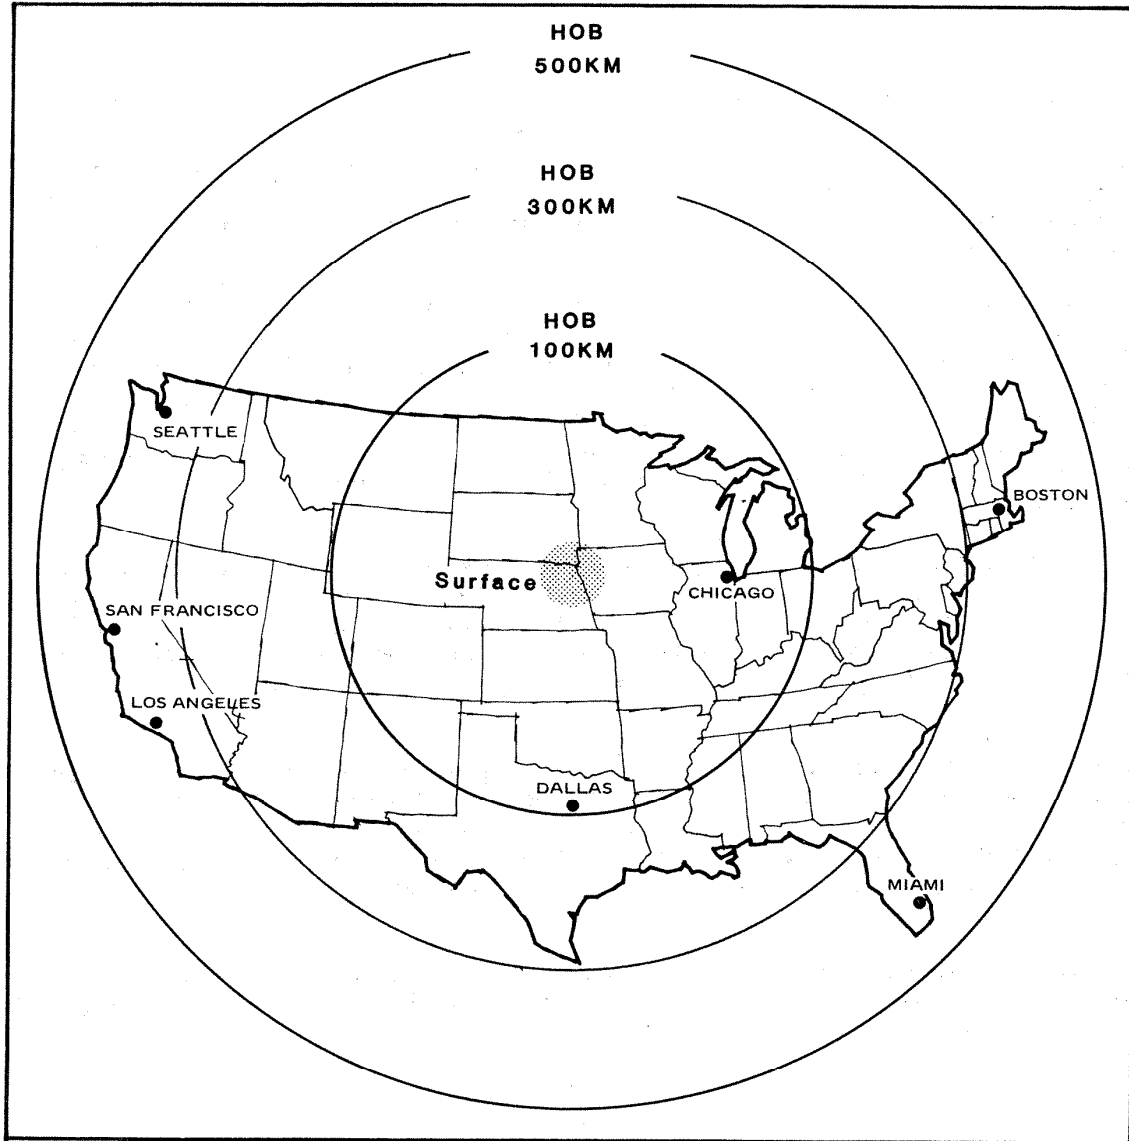 HOB
500KM
HOB
300KM
HOB
100KM
SEATTLE
BOSTON
Surface
CHICAGO
SAN FRANCISCO
LOS ANGELES
DALLAS
MIAMI